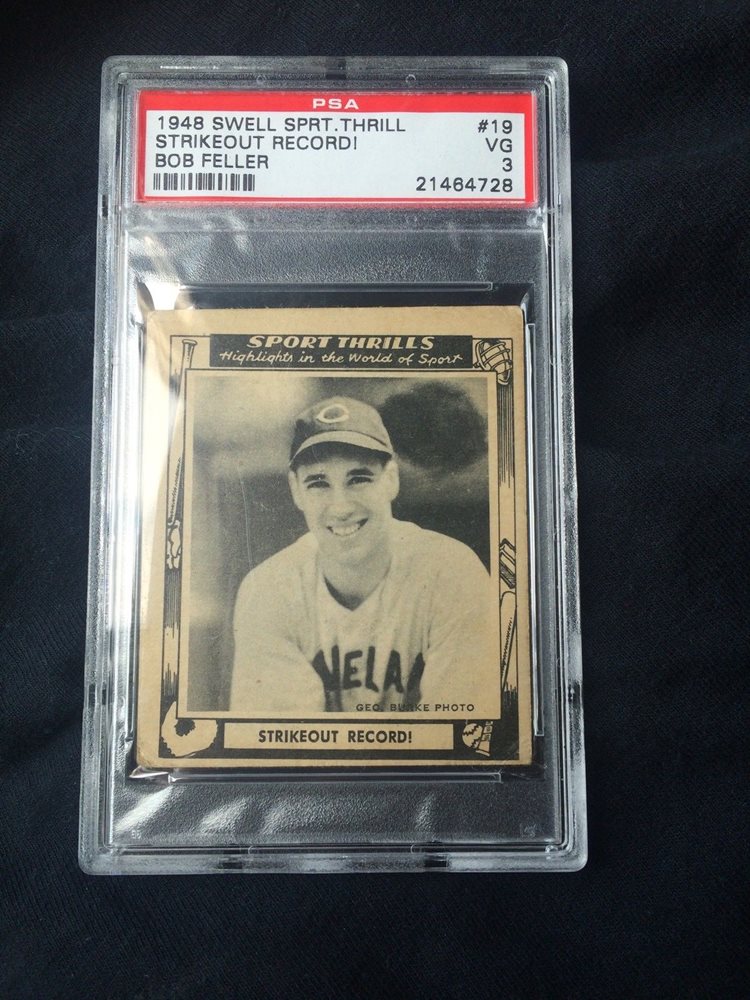 PSA
1948 SWELL SPRT.THRILL #19
STRIKEOUT RECORD! VG
BOB FELLER 3
21464728
SPORT THRILLS
Highlights in the World of Sport
C
VELAN
GEO. BURKE PHOTO
STRIKEOUT RECORD!